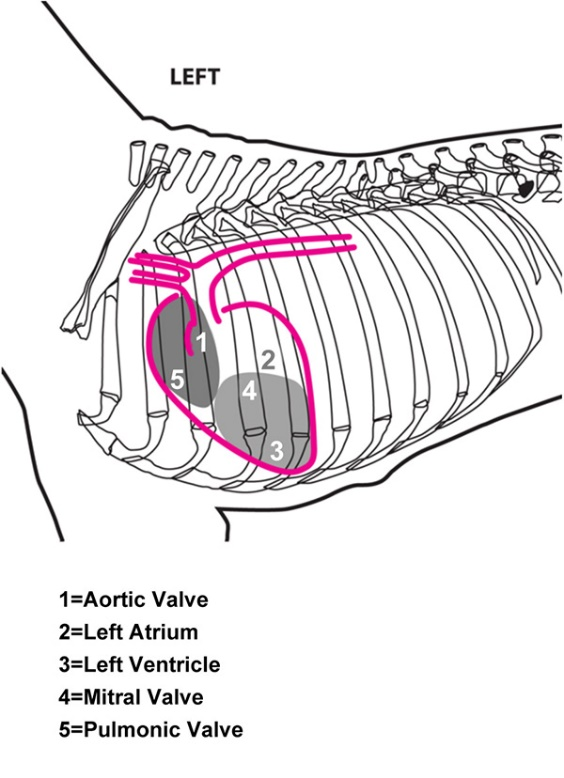 LEFT
1
2
5
4
3
1=Aortic Valve
2=Left Atrium
3=Left Ventricle
4=Mitral Valve
5=Pulmonic Valve